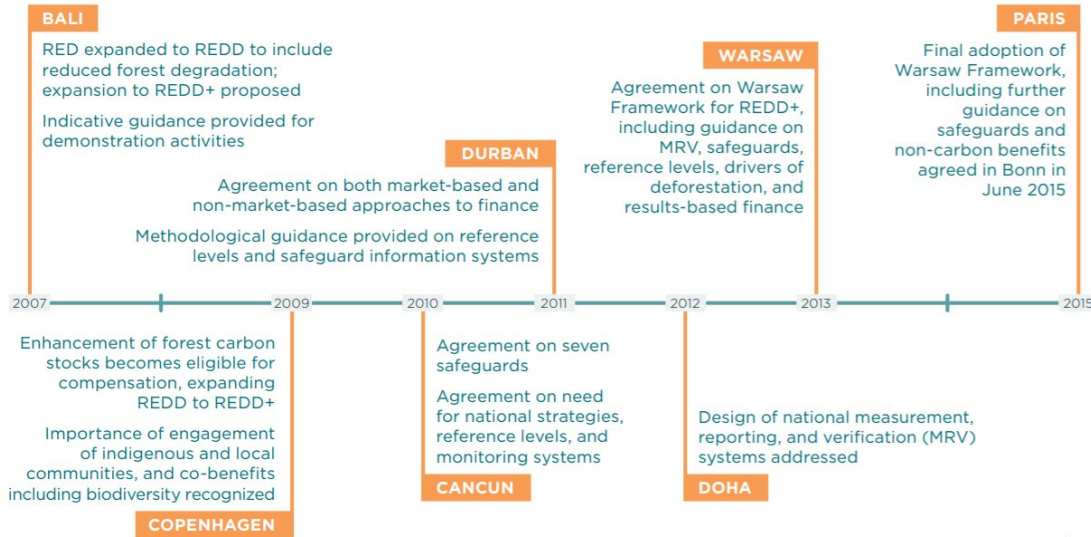 BALI
RED expanded to REDD to include
reduced forest degradation;
expansion to REDD+ proposed
Indicative guidance provided for
demonstration activities
DURBAN
Agreement on both market-based and
non-market-based approaches to finance
Methodological guidance provided on reference
levels and safeguard information systems
WARSAW
Agreement on Warsaw
Framework for REDD+,
including guidance on
MRV, safeguards,
reference levels, drivers of
deforestation, and
results-based finance
PARIS
Final adoption of
Warsaw Framework,
including further
guidance on
safeguards and
non-carbon benefits
agreed in Bonn in
June 2015
2007 2009 2010 2011 2012 2013 2015
Enhancement of forest carbon
stocks becomes eligible for
compensation, expanding
REDD to REDD+
Importance of engagement
of indigenous and local
communities, and co-benefits
including biodiversity recognized
COPENHAGEN
Agreement on seven
safeguards
Agreement on need
for national strategies,
reference levels, and
monitoring systems
CANCUN
Design of national measurement,
reporting, and verification (MRV)
systems addressed
DOHA